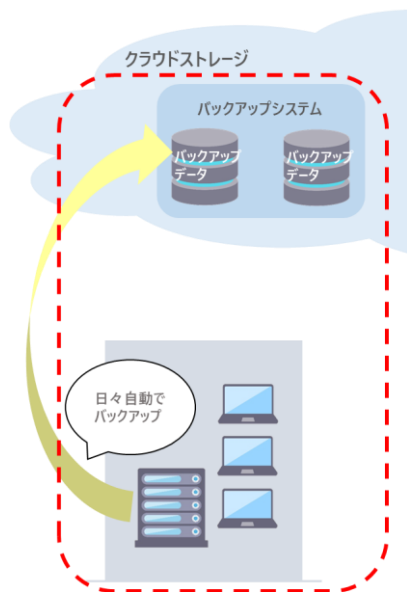 クラウドストレージ
バックアップシステム
バックアップ
データ
バックアップ
データ
日々自動で
バックアップ